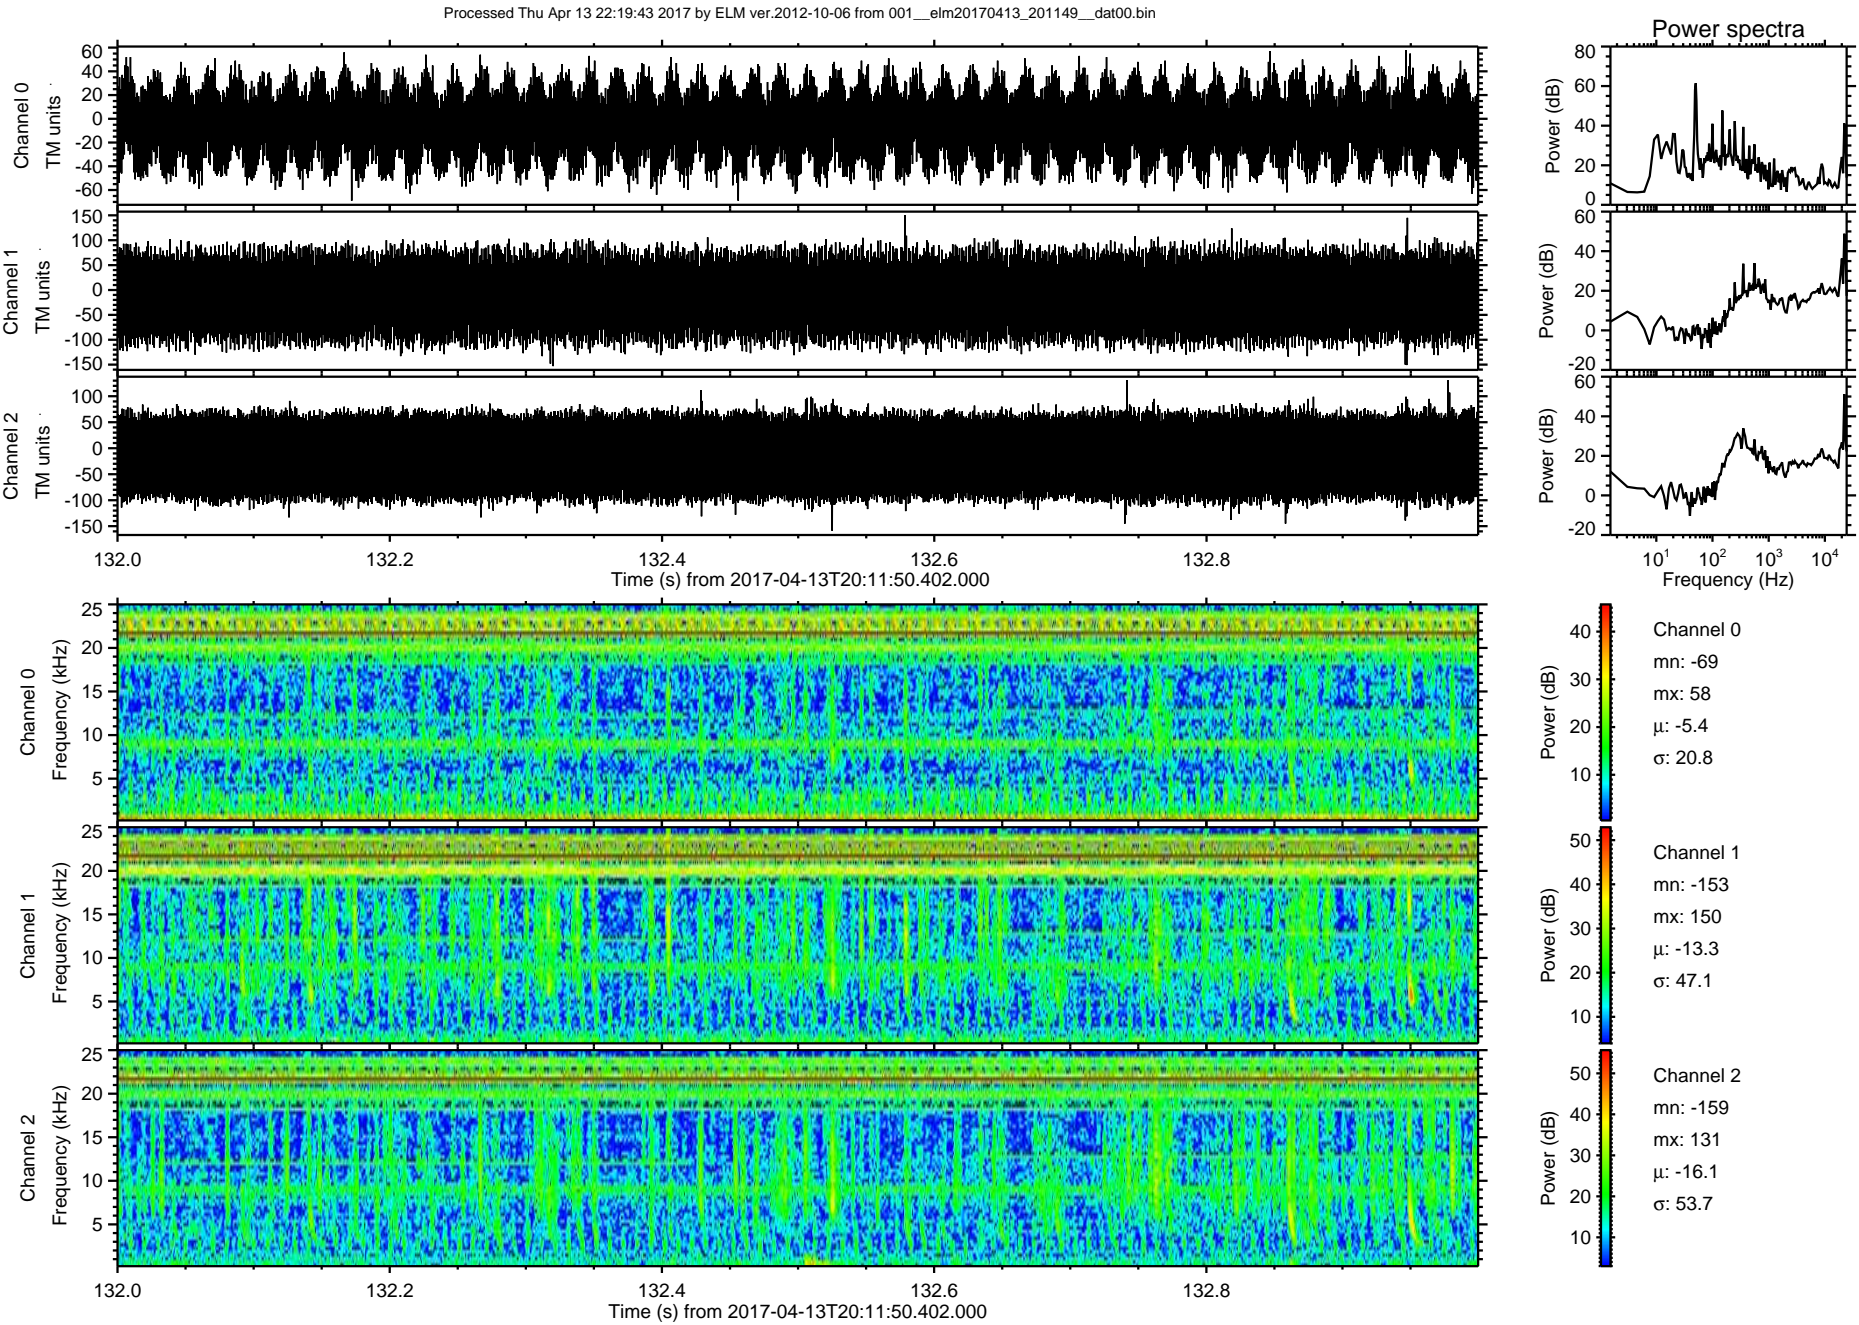 Processed Thu Apr 13 22:19:43 2017 by ELM ver.2012-10-06 from 001__elm20170413_201149__dat00.bin
Power spectra
Channel 0
TM units
60
40
20
0
-20
-40
-60
Power (dB)
80
60
40
20
0
Channel 1
TM units
150
100
50
0
-50
-100
-150
Power (dB)
60
40
20
0
-20
Channel 2
TM units
100
50
0
-50
-100
-150
Power (dB)
60
40
20
0
-20
132.0 132.2 132.4 132.6 132.8
Time (s) from 2017-04-13T20:11:50.402.000
10¹ 10² 10³ 10⁴
Frequency (Hz)
Channel 0
Frequency (kHz)
25
20
15
10
5
Power (dB)
40
30
20
10
Channel 0
mn: -69
mx: 58
μ: -5.4
σ: 20.8
Channel 1
Frequency (kHz)
25
20
15
10
5
Power (dB)
50
40
30
20
10
Channel 1
mn: -153
mx: 150
μ: -13.3
σ: 47.1
Channel 2
Frequency (kHz)
25
20
15
10
5
Power (dB)
50
40
30
20
10
Channel 2
mn: -159
mx: 131
μ: -16.1
σ: 53.7
132.0 132.2 132.4 132.6 132.8
Time (s) from 2017-04-13T20:11:50.402.000